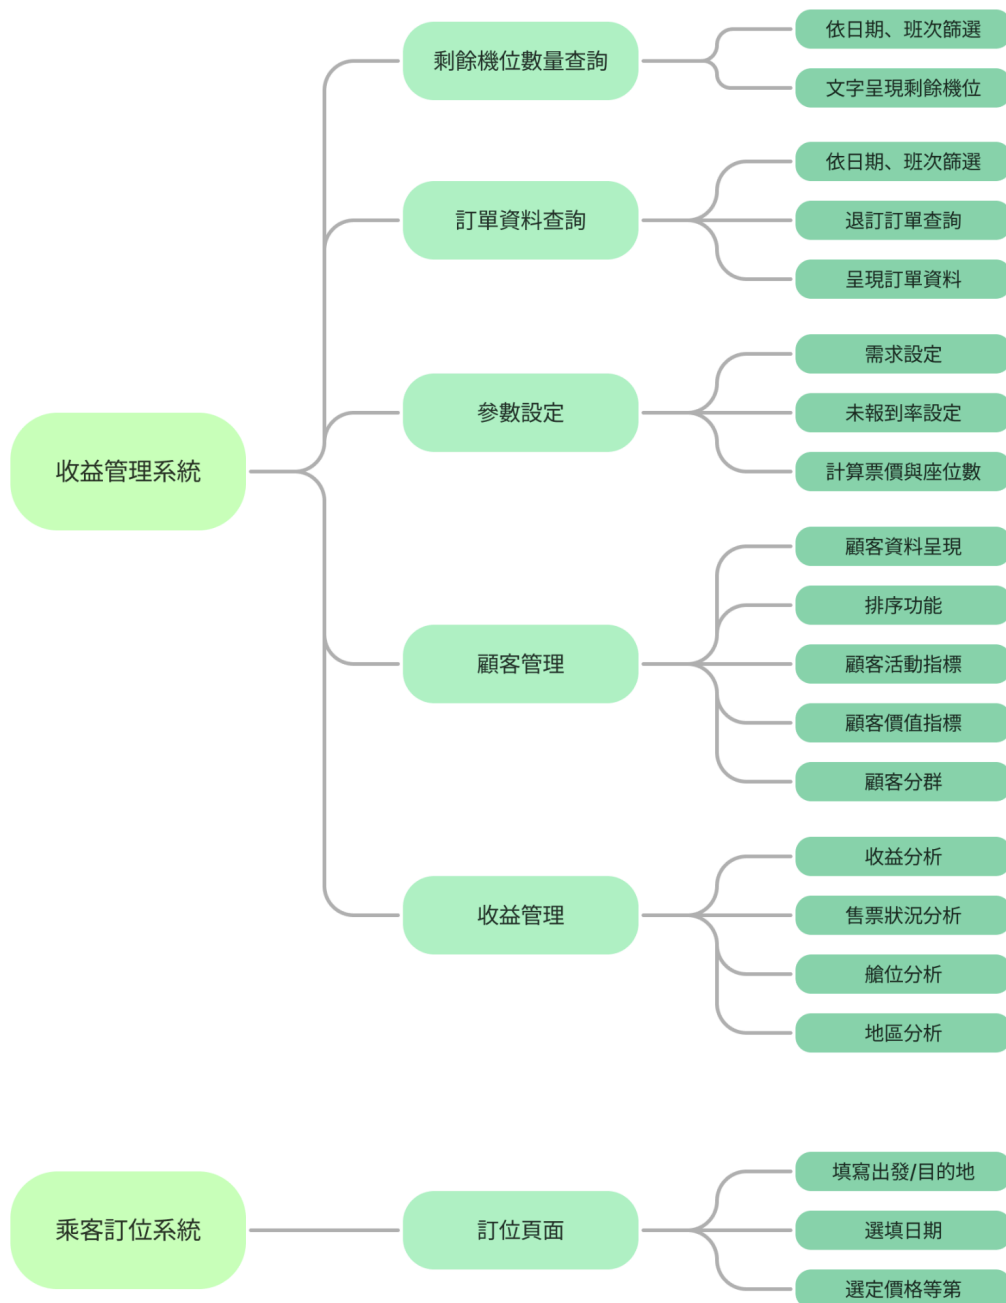 收益管理系統
剩餘機位數量查詢
依日期、班次篩選
文字呈現剩餘機位
訂單資料查詢
依日期、班次篩選
退訂訂單查詢
呈現訂單資料
參數設定
需求設定
未報到率設定
計算票價與座位數
顧客管理
顧客資料呈現
排序功能
顧客活動指標
顧客價值指標
顧客分群
收益管理
收益分析
售票狀況分析
艙位分析
地區分析
乘客訂位系統
訂位頁面
填寫出發/目的地
選填日期
選定價格等第